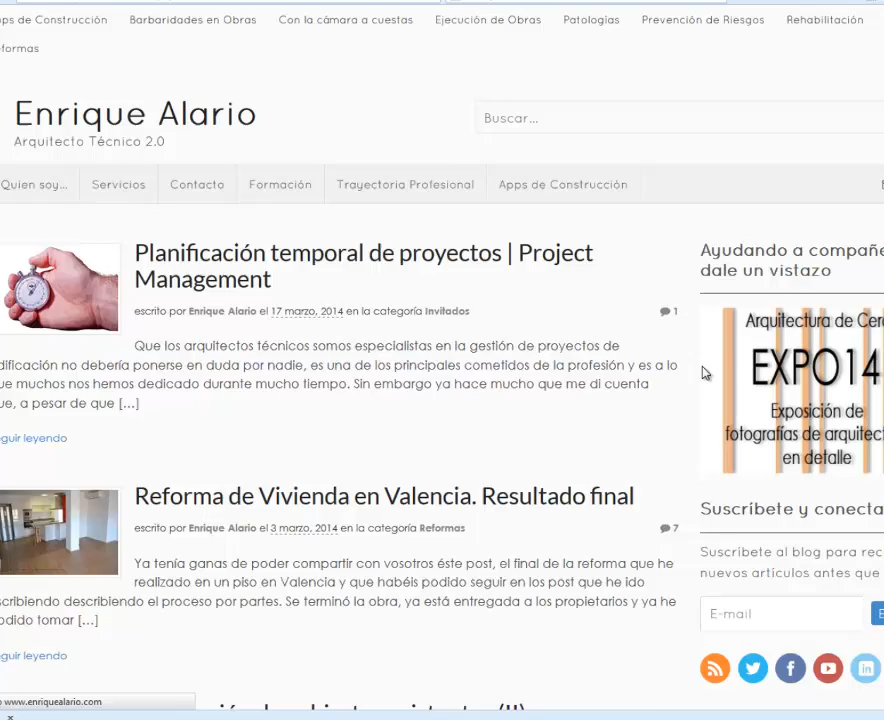 ps de Construcción Barbaridades en Obras Con la cámara a cuestas Ejecución de Obras Patologías Prevención de Riesgos Rehabilitación
eformas
Enrique Alario
Arquitecto Técnico 2.0
Buscar...
Quien soy... Servicios Contacto Formación Trayectoria Profesional Apps de Construcción
Planificación temporal de proyectos | Project
Management
escrito por Enrique Alario el 17 marzo, 2014 en la categoría Invitados 1
Que los arquitectos técnicos somos especialistas en la gestión de proyectos de
dificación no debería ponerse en duda por nadie, es una de los principales cometidos de la profesión y es a lo
ue muchos nos hemos dedicado durante mucho tiempo. Sin embargo ya hace mucho que me di cuenta
ue, a pesar de que [...]
guir leyendo
Reforma de Vivienda en Valencia. Resultado final
escrito por Enrique Alario el 3 marzo, 2014 en la categoría Reformas 7
Ya tenía ganas de poder compartir con vosotros éste post, el final de la reforma que he
realizado en un piso en Valencia y que habéis podido seguir en los post que he ido
scribiendo describiendo el proceso por partes. Se terminó la obra, ya está entregada a los propietarios y ya he
odido tomar [...]
guir leyendo
Ayudando a compañe
dale un vistazo
Arquitectura de Cer
EXPO14
Exposición de
fotografías de arquitect
en detalle
Suscríbete y conecta
Suscríbete al blog para rec
nuevos artículos antes que
E-mail
www.enriquealario.com